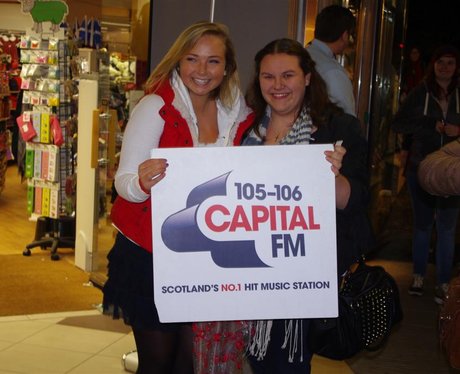 105-106
CAPITAL
FM
SCOTLAND'S NO.1 HIT MUSIC STATION